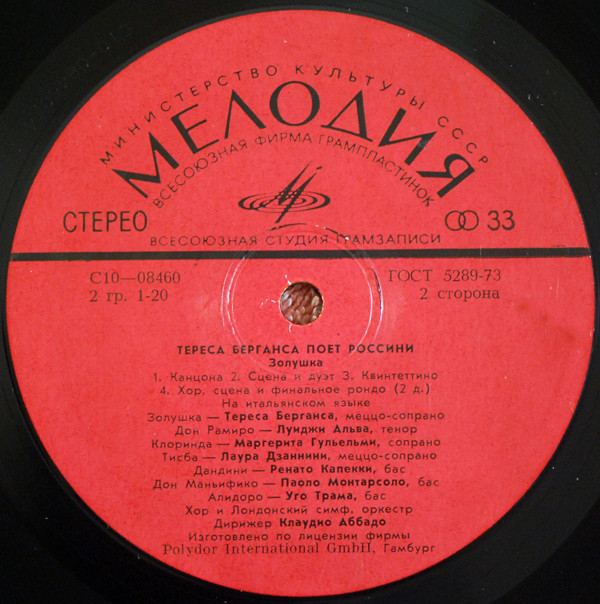 МИНИСТЕРСТВО КУЛЬТУРЫ СССР
МЕЛОДИЯ
ВСЕСОЮЗНАЯ ФИРМА ГРАМПЛАСТИНОК
СТЕРЕО
33
ВСЕСОЮЗНАЯ СТУДИЯ ГРАМЗАПИСИ
С10—08460
ГОСТ 5289-73
2 гр. 1-20
2 сторона
ТЕРЕСА БЕРГАНСА ПОЕТ РОССИНИ
Золушка
1. Канцона 2. Сцена и дуэт 3. Квинтеттино
4. Хор, сцена и финальное рондо (2 д.)
На итальянском языке
Золушка — Тереса Берганса, меццо-сопрано
Дон Рамиро — Луиджи Альва, тенор
Клоринда — Маргерита Гульельми, сопрано
Тисба — Лаура Дзаннини, меццо-сопрано
Дандини — Ренато Капекки, бас
Дон Маньифико — Паоло Монтарсоло, бас
Алидоро — Уго Трама, бас
Хор и Лондонский симф. оркестр
Дирижер Клаудио Аббадо
Изготовлено по лицензии фирмы
Polydor International GmbH, Гамбург